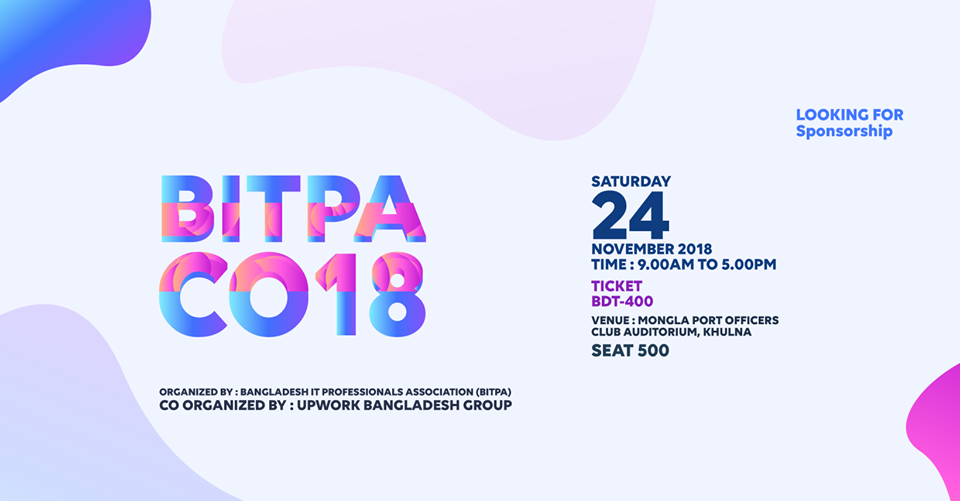 LOOKING FOR
Sponsorship
BITPA
CO18
SATURDAY
24
NOVEMBER 2018
TIME : 9.00AM TO 5.00PM
TICKET
BDT-400
VENUE : MONGLA PORT OFFICERS
CLUB AUDITORIUM, KHULNA
SEAT 500
ORGANIZED BY : BANGLADESH IT PROFESSIONALS ASSOCIATION (BITPA)
CO ORGANIZED BY : UPWORK BANGLADESH GROUP